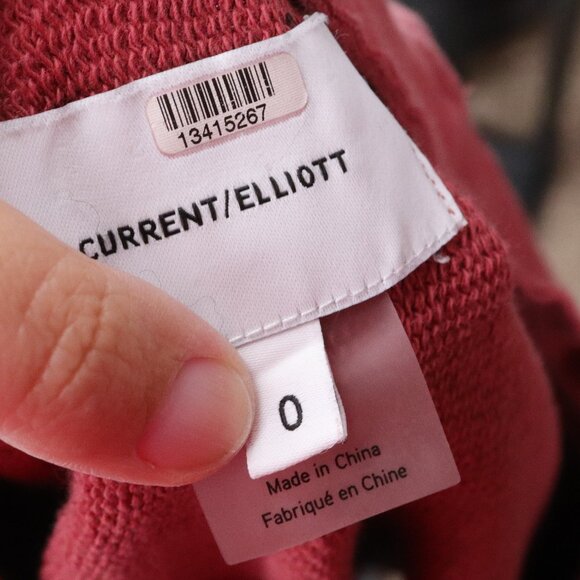 13415267
CURRENT/ELLIOTT
0
Made in China
Fabriqué en Chine